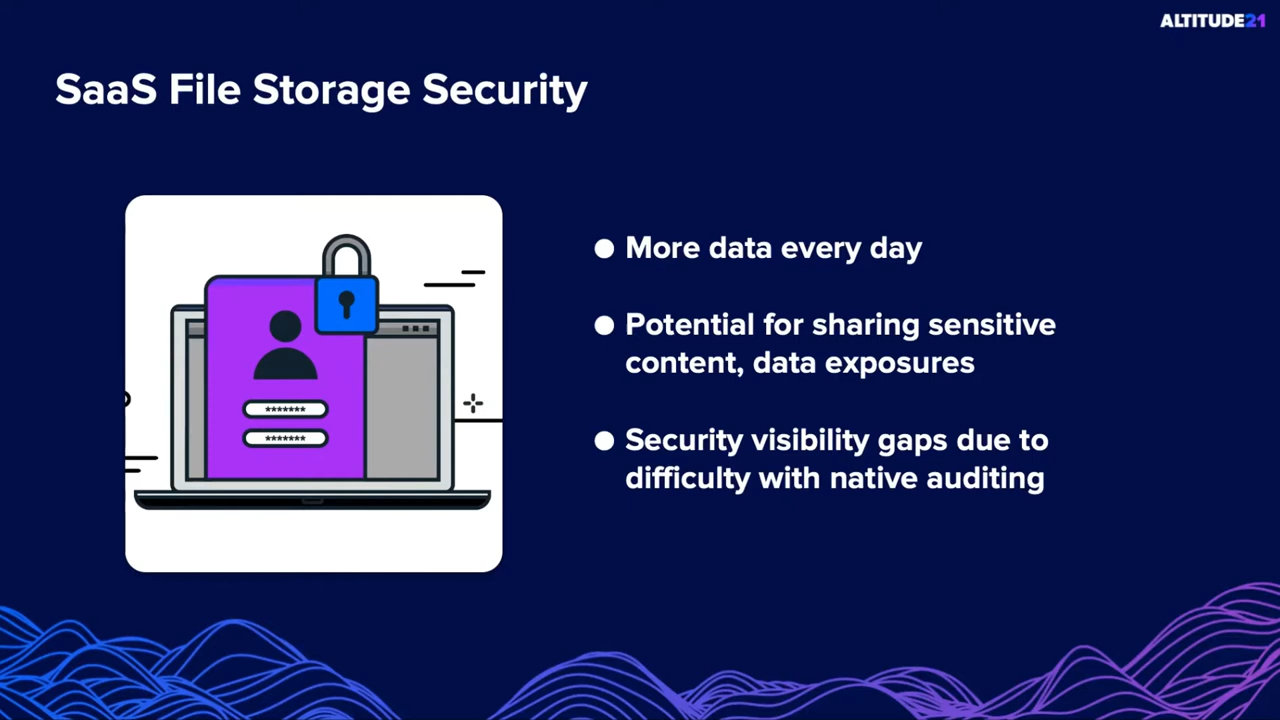 ALTITUDE21
SaaS File Storage Security
● More data every day
● Potential for sharing sensitive
content, data exposures
● Security visibility gaps due to
difficulty with native auditing
*******
*******